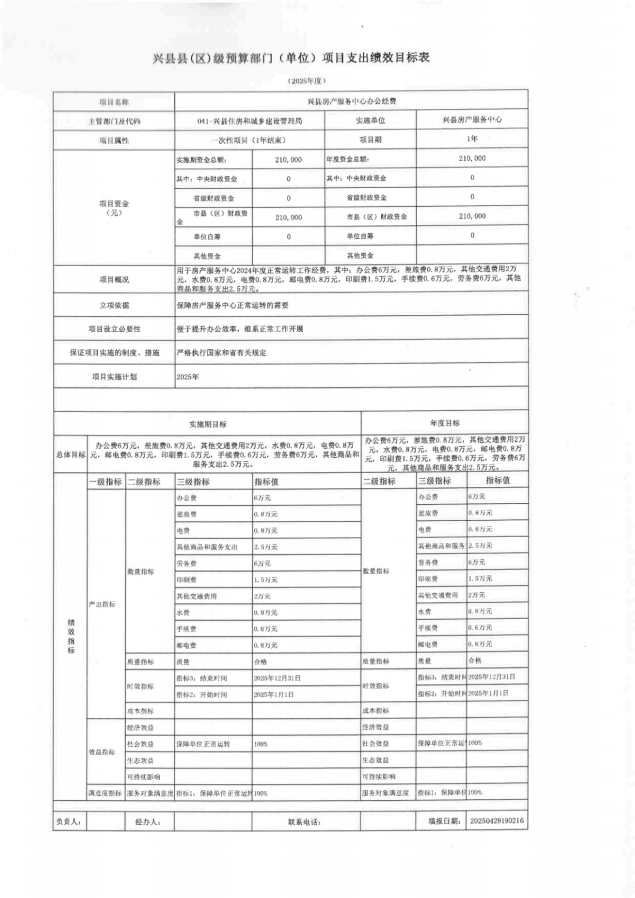 兴县县(区)级预算部门（单位）项目支出绩效目标表
（2025年度）
项目名称 兴县房产服务中心办公经费
主管部门及代码 041-兴县住房和城乡建设管理局 实施单位 兴县房产服务中心
项目属性 一次性项目（1年结束） 项目期 1年
项目资金（元）
实施期资金总额: 210,000 年度资金总额: 210,000
其中：中央财政资金 0 其中：中央财政资金 0
省级财政资金 0 省级财政资金 0
市县（区）财政资金 210,000 市县（区）财政资金 210,000
单位自筹 0 单位自筹 0
其他资金 其他资金
项目概况
用于房产服务中心2024年度正常运转工作经费，其中：办公费6万元，差旅费0.8万元，其他交通费用2万
元，水费0.8万元，电费0.8万元，邮电费0.8万元，印刷费1.5万元，手续费0.6万元，劳务费6万元，其他
商品和服务支出2.5万元。
立项依据 保障房产服务中心正常运转的需要
项目设立必要性 便于提升办公效率，维系正常工作开展
保证项目实施的制度、措施 严格执行国家和省有关规定
项目实施计划 2025年
实施期目标 年度目标
总体目标
办公费6万元，差旅费0.8万元，其他交通费用2万元，水费0.8万元，电费0.8万
元，邮电费0.8万元，印刷费1.5万元，手续费0.6万元，劳务费6万元，其他商品和
服务支出2.5万元。
办公费6万元，差旅费0.8万元，其他交通费用2万
元，水费0.8万元，电费0.8万元，邮电费0.8万
元，印刷费1.5万元，手续费0.6万元，劳务费6万
元，其他商品和服务支出2.5万元。
绩效指标
一级指标 二级指标 三级指标 指标值 二级指标 三级指标 指标值
产出指标
数量指标 数量指标
办公费 6万元 办公费 6万元
差旅费 0.8万元 差旅费 0.8万元
电费 0.8万元 电费 0.8万元
其他商品和服务支出 2.5万元 其他商品和服务 2.5万元
劳务费 6万元 劳务费 6万元
印刷费 1.5万元 印刷费 1.5万元
其他交通费用 2万元 其他交通费用 2万元
水费 0.8万元 水费 0.8万元
手续费 0.6万元 手续费 0.6万元
邮电费 0.8万元 邮电费 0.8万元
质量指标 质量 合格 质量指标 质量 合格
时效指标 时效指标
指标3：结束时间 2025年12月31日 指标3：结束时间 2025年12月31日
指标2：开始时间 2025年1月1日 指标2：开始时间 2025年1月1日
成本指标 成本指标
效益指标
经济效益 经济效益
社会效益 保障单位正常运转 100% 社会效益 保障单位正常运 100%
生态效益 生态效益
可持续影响 可持续影响
满意度指标 服务对象满意度 指标1：保障单位正常运转 100% 服务对象满意度 指标1：保障单位 100%
负责人: 经办人: 联系电话: 填报日期: 20250429190216